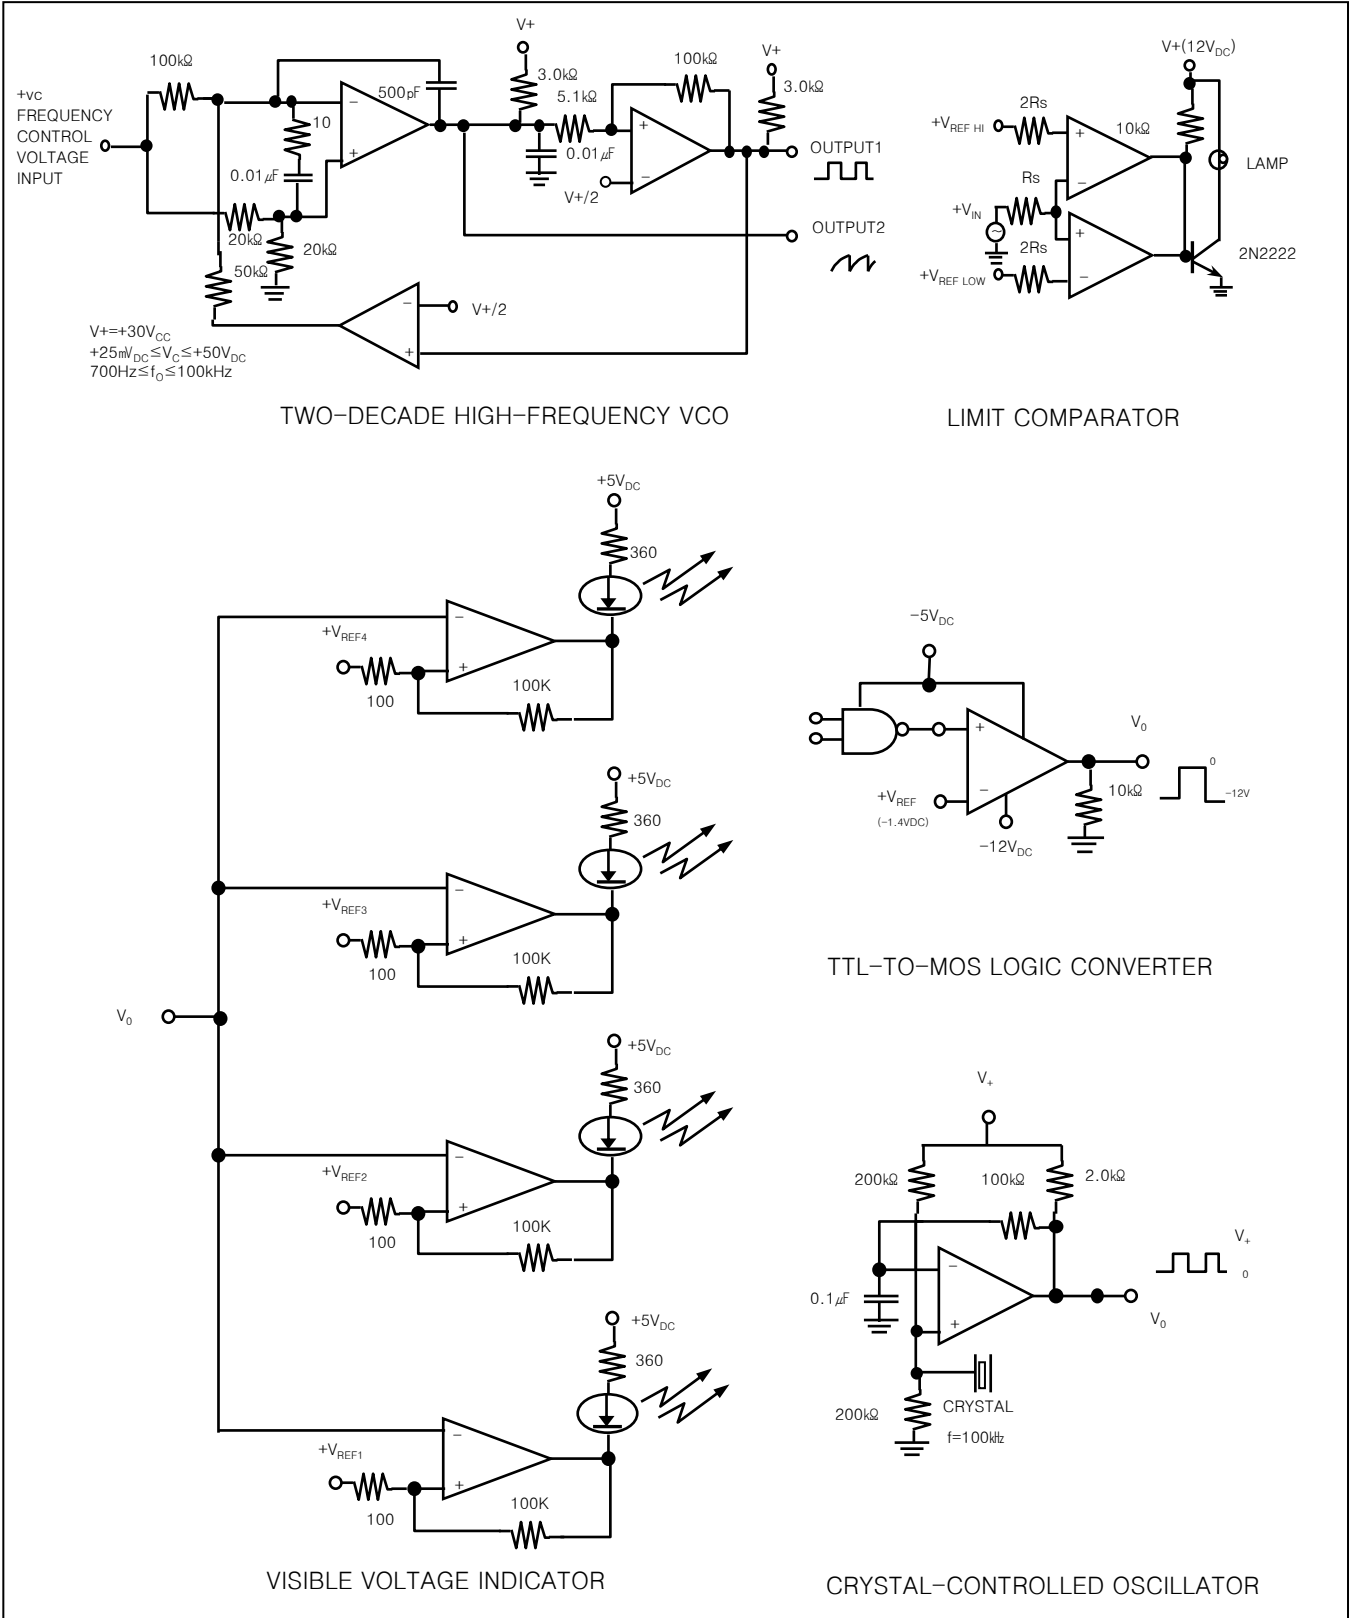 V+
V+
V+(12VDC)
100㏀
100㏀
3.0㏀
3.0㏀
500pF
5.1㏀
+vc
FREQUENCY
CONTROL
VOLTAGE
INPUT
−
+
10
0.01㎌
0.01㎌
+
−
V+/2
OUTPUT1
OUTPUT2
20㏀
20㏀
50㏀
−
+
V+/2
V+=+30VCC
+25㎷DC≤VC≤+50VDC
700Hz≤fO≤100kHz
TWO-DECADE HIGH-FREQUENCY VCO
2Rs
+VREF HI
10㏀
+
−
LAMP
Rs
+VIN
2Rs
+
−
+VREF LOW
2N2222
LIMIT COMPARATOR
+5VDC
360
−
+VREF4
+
100
100K
+5VDC
360
−
+VREF3
+
100
100K
V0
+5VDC
360
−
+VREF2
+
100
100K
+5VDC
360
−
+VREF1
+
100
100K
VISIBLE VOLTAGE INDICATOR
-5VDC
+
−
V0
0
-12V
+VREF
(-1.4VDC)
10㏀
-12VDC
TTL-TO-MOS LOGIC CONVERTER
V+
200㏀
100㏀
2.0㏀
−
+
0.1㎌
V+
0
V0
200㏀
CRYSTAL
f=100㎑
CRYSTAL-CONTROLLED OSCILLATOR